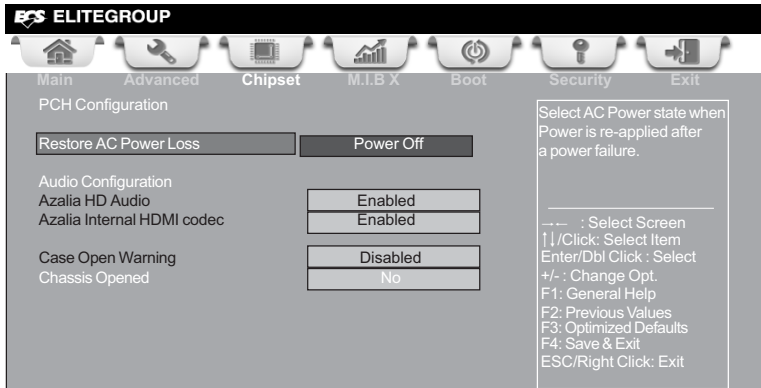 ECS ELITEGROUP
Main Advanced Chipset M.I.B X Boot Security Exit
PCH Configuration
Restore AC Power Loss Power Off
Audio Configuration
Azalia HD Audio Enabled
Azalia Internal HDMI codec Enabled
Case Open Warning Disabled
Chassis Opened No
Select AC Power state when
Power is re-applied after
a power failure.
→← : Select Screen
↑↓/Click: Select Item
Enter/Dbl Click : Select
+/- : Change Opt.
F1: General Help
F2: Previous Values
F3: Optimized Defaults
F4: Save & Exit
ESC/Right Click: Exit